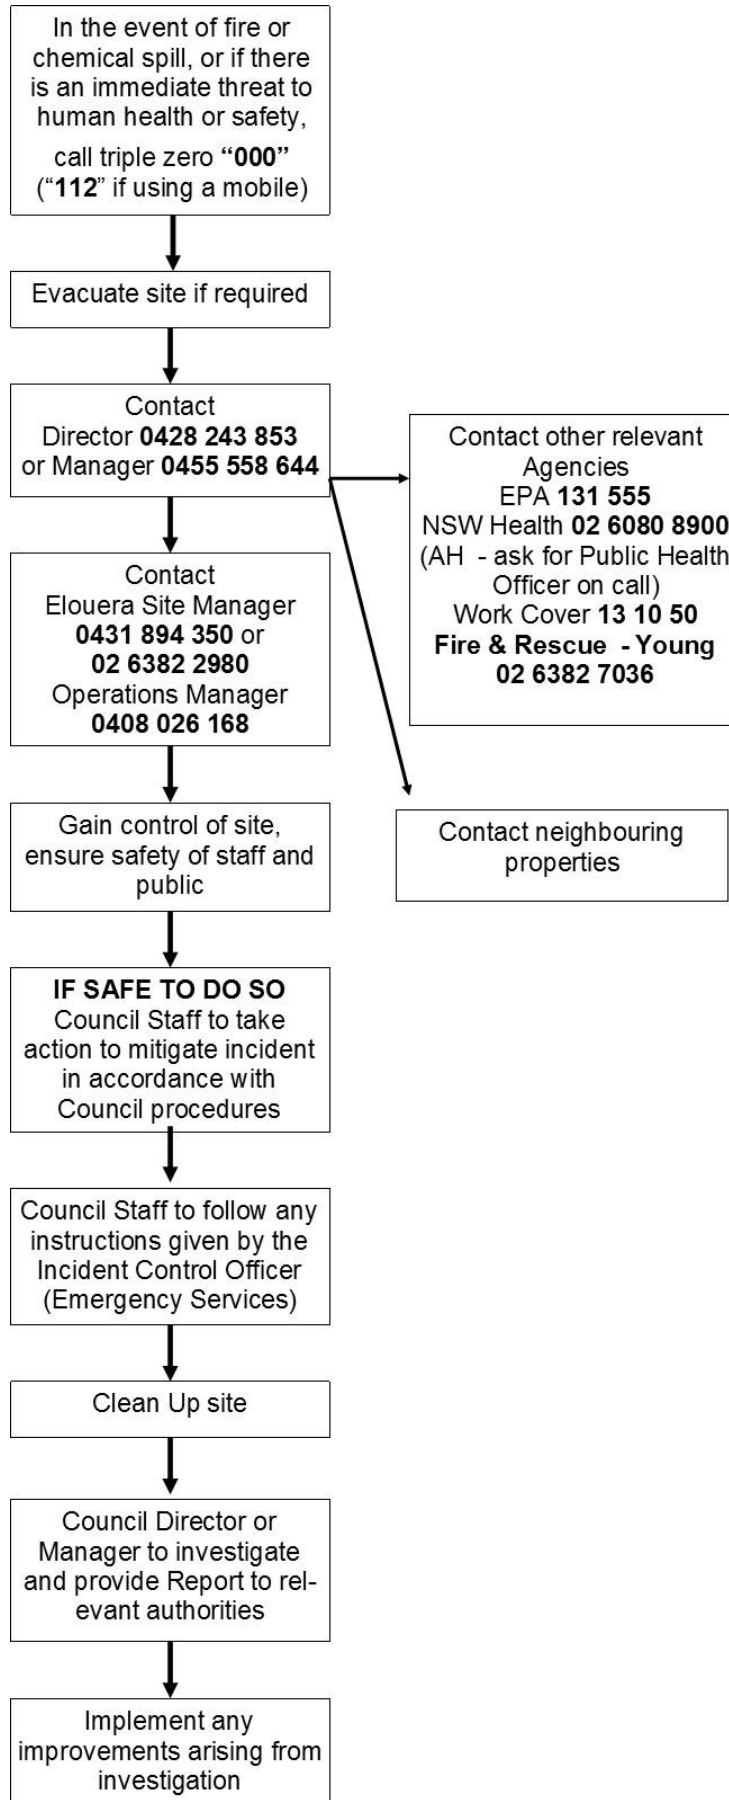 In the event of fire or
chemical spill, or if there
is an immediate threat to
human health or safety,
call triple zero “000”
(“112” if using a mobile)
Evacuate site if required
Contact
Director 0428 243 853
or Manager 0455 558 644
Contact other relevant
Agencies
EPA 131 555
NSW Health 02 6080 8900
(AH - ask for Public Health
Officer on call)
Work Cover 13 10 50
Fire & Rescue - Young
02 6382 7036
Contact
Elouera Site Manager
0431 894 350 or
02 6382 2980
Operations Manager
0408 026 168
Contact neighbouring
properties
Gain control of site,
ensure safety of staff and
public
IF SAFE TO DO SO
Council Staff to take
action to mitigate incident
in accordance with
Council procedures
Council Staff to follow any
instructions given by the
Incident Control Officer
(Emergency Services)
Clean Up site
Council Director or
Manager to investigate
and provide Report to rel-
evant authorities
Implement any
improvements arising from
investigation